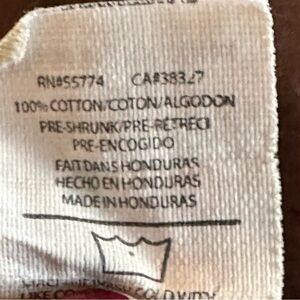 RN#55774 CA#38327
100% COTTON/COTON/ALGODON
PRE-SHRUNK/PRE-RETRECI
PRE-ENCOGIDO
FAIT DANS HONDURAS
HECHO EN HONDURAS
MADE IN HONDURAS
COLD